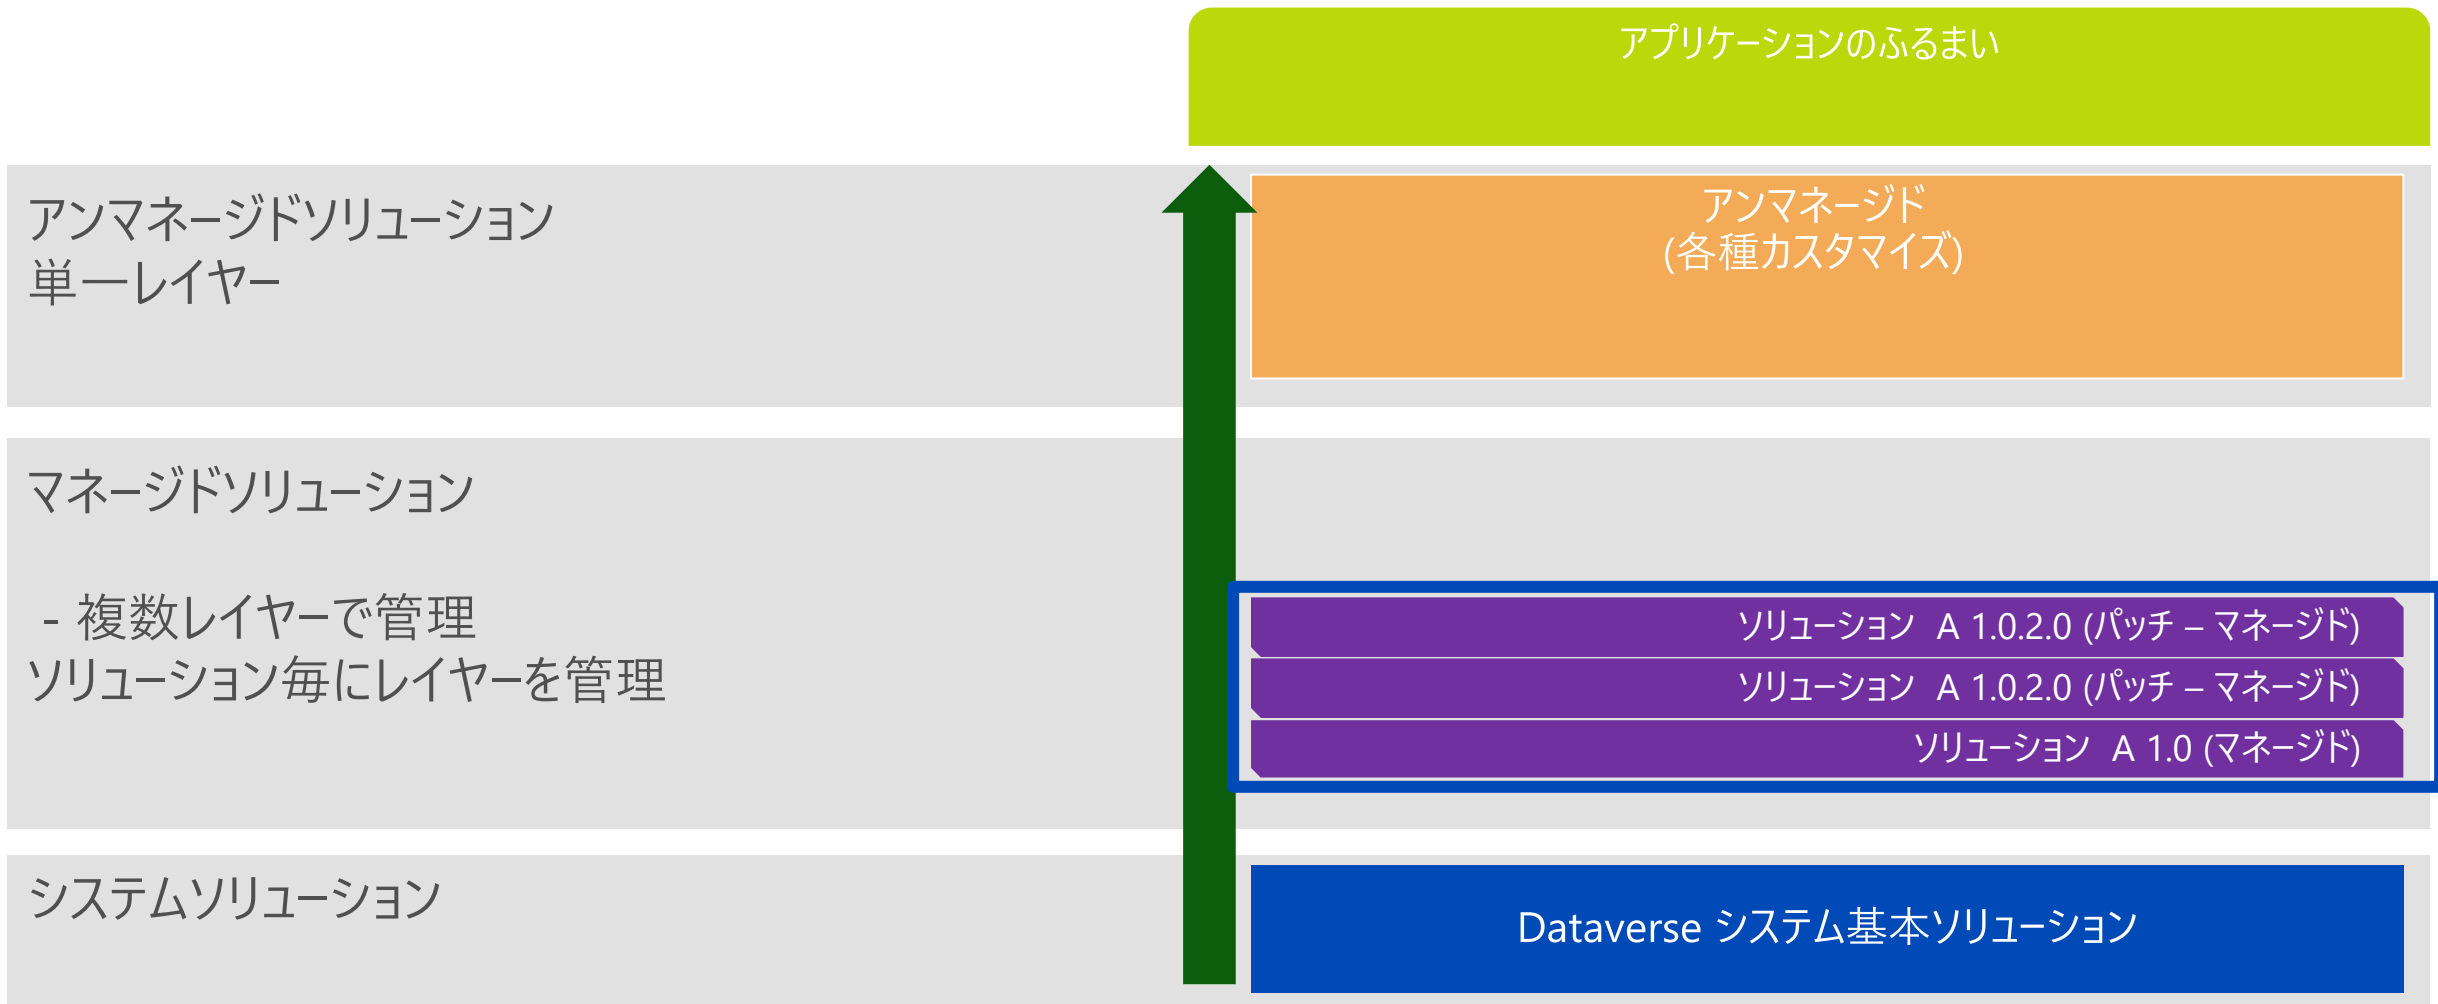 アプリケーションのふるまい
アンマネージドソリューション
単一レイヤー
アンマネージド
(各種カスタマイズ)
マネージドソリューション
- 複数レイヤーで管理
ソリューション毎にレイヤーを管理
ソリューション A 1.0.2.0 (パッチ – マネージド)
ソリューション A 1.0.2.0 (パッチ – マネージド)
ソリューション A 1.0 (マネージド)
システムソリューション
Dataverse システム基本ソリューション